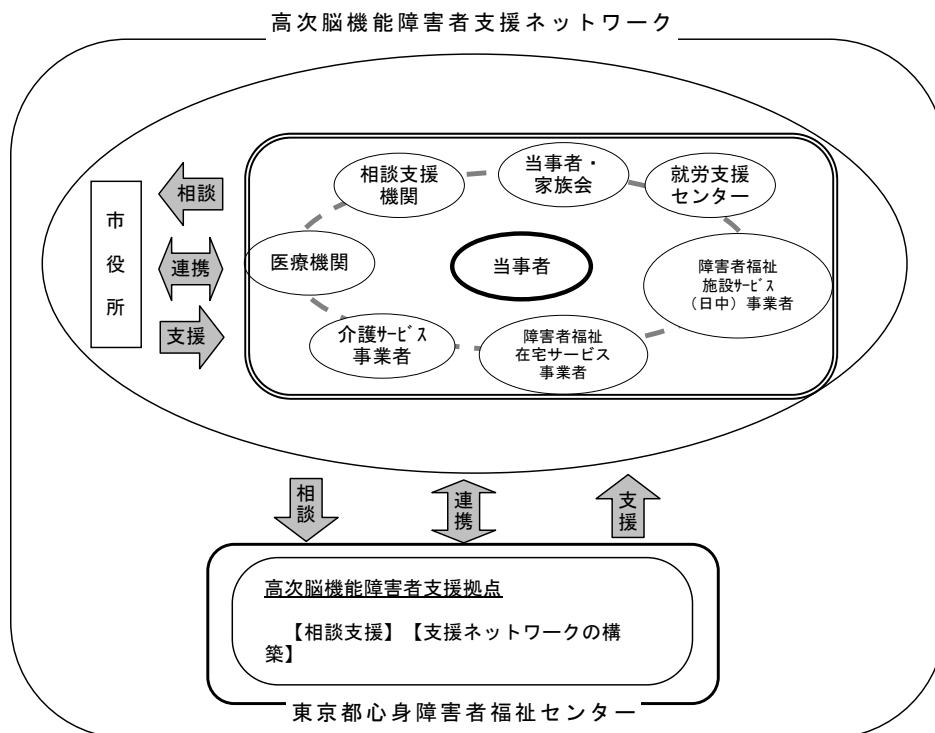 高次脳機能障害者支援ネットワーク
当事者・
家族会
相談支援
機関
就労支援
センター
相談
市役所
連携
支援
医療機関
当事者
障害者福祉
施設ｻｰﾋﾞｽ
（日中）事業者
介護ｻｰﾋﾞｽ
事業者
障害者福祉
在宅サービス
事業者
相談
連携
支援
高次脳機能障害者支援拠点
【相談支援】【支援ネットワークの構
築】
東京都心身障害者福祉センター